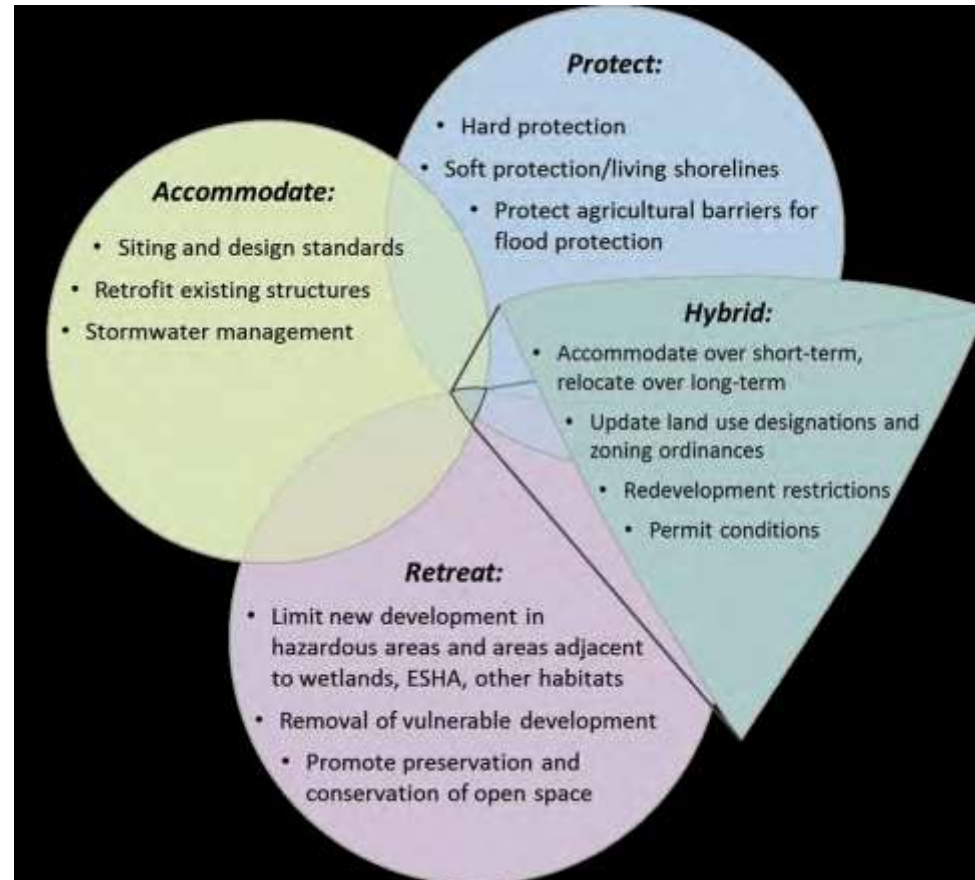 Protect:
• Hard protection
• Soft protection/living shorelines
• Protect agricultural barriers for
flood protection
Accommodate:
• Siting and design standards
• Retrofit existing structures
• Stormwater management
Hybrid:
• Accommodate over short-term,
relocate over long-term
• Update land use designations and
zoning ordinances
• Redevelopment restrictions
• Permit conditions
Retreat:
• Limit new development in
hazardous areas and areas adjacent
to wetlands, ESHA, other habitats
• Removal of vulnerable development
• Promote preservation and
conservation of open space